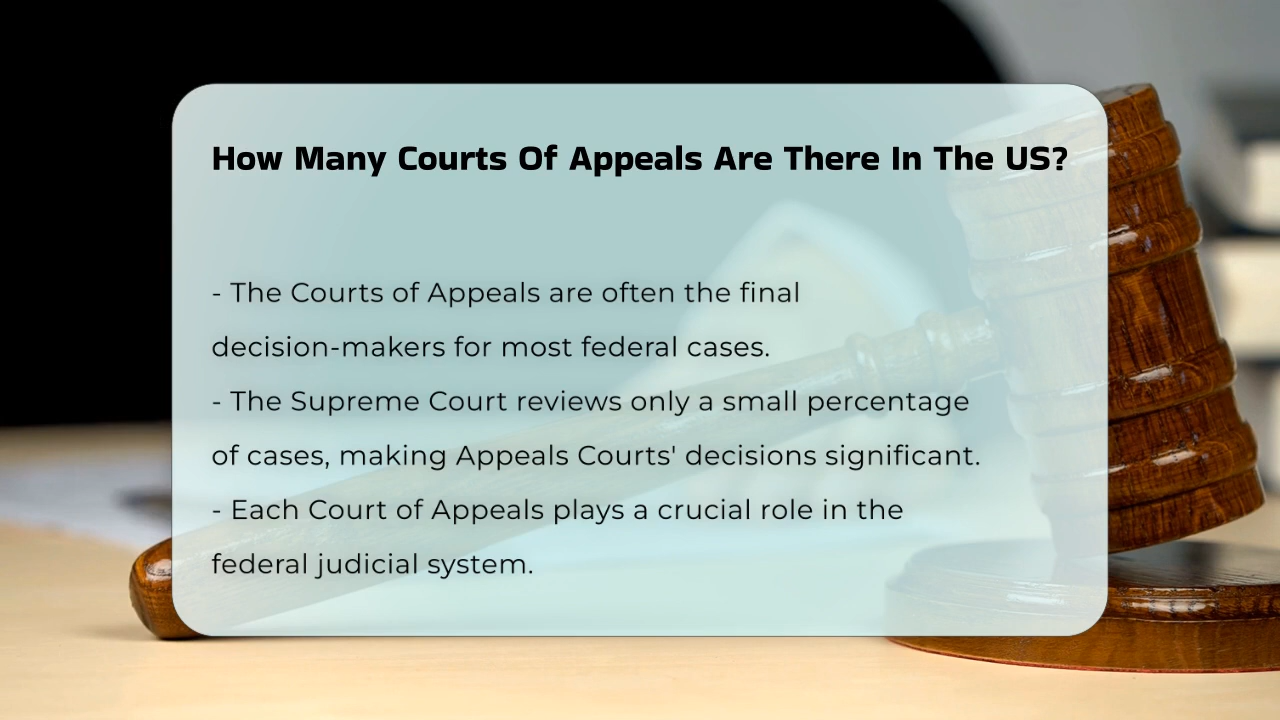 How Many Courts Of Appeals Are There In The US?
- The Courts of Appeals are often the final
decision-makers for most federal cases.
- The Supreme Court reviews only a small percentage
of cases, making Appeals Courts' decisions significant.
- Each Court of Appeals plays a crucial role in the
federal judicial system.